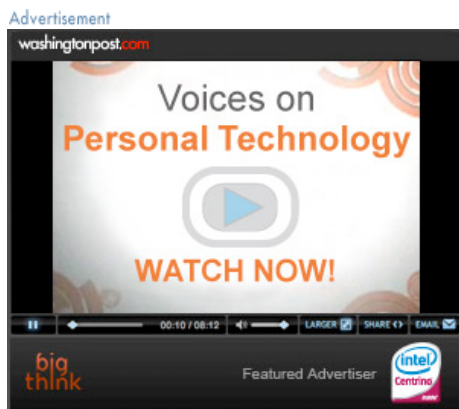 Advertisement
washingtonpost.com
Voices on
Personal Technology
WATCH NOW!
00:10 / 08:12 LARGER SHARE <> EMAIL
big
think
Featured Advertiser
intel
Centrino